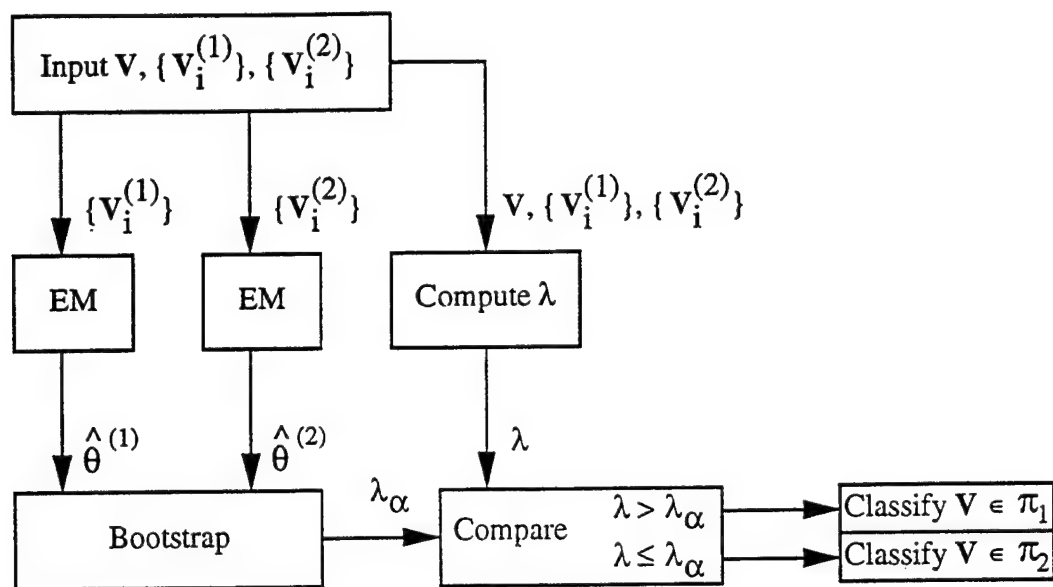 Input V, { V_i^(1) }, { V_i^(2) }
{V_i^(1)}
{V_i^(2)}
V, { V_i^(1) }, { V_i^(2) }
EM
EM
Compute λ
θ̂ (1)
θ̂ (2)
λ
Bootstrap
λ_α
Compare
λ > λ_α
λ ≤ λ_α
Classify V ∈ π_1
Classify V ∈ π_2